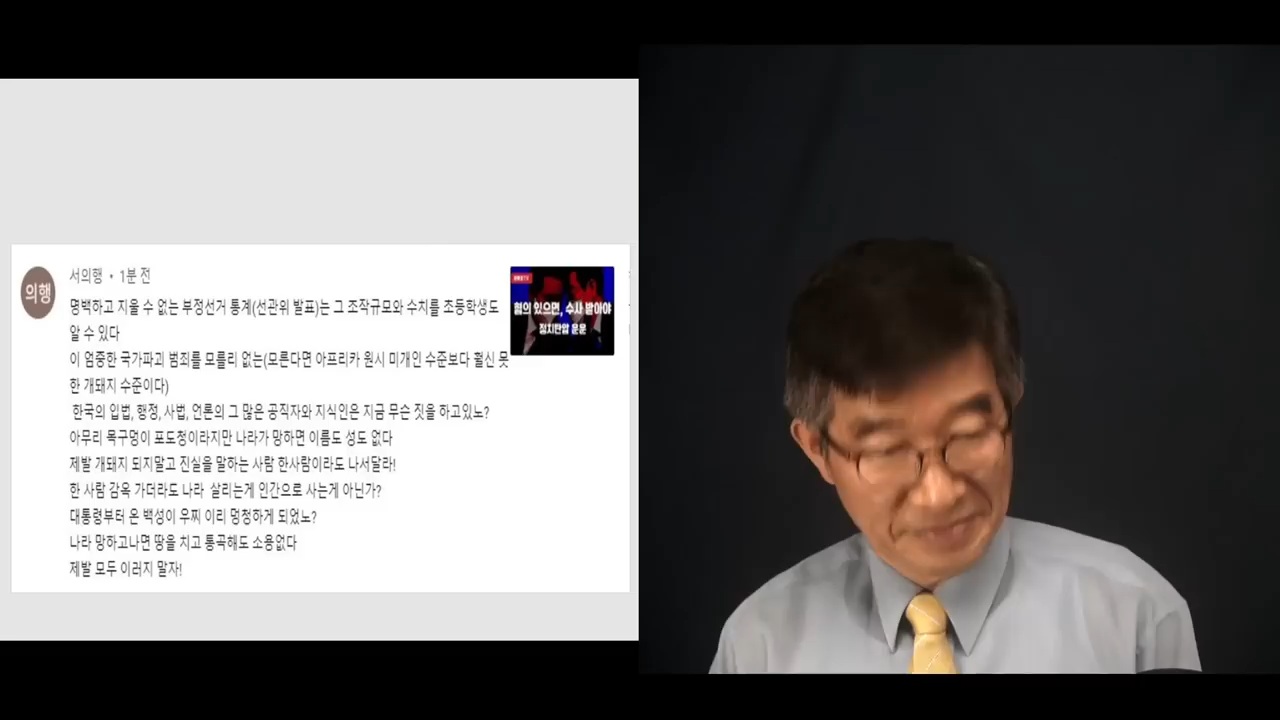 의행
서의행 • 1분 전
명백하고 지울 수 없는 부정선거 통계(선관위 발표)는 그 조작규모와 수치를 초등학생도
알 수 있다
이 엄중한 국가파괴 범죄를 모를리 없는(모른다면 아프리카 원시 미개인 수준보다 훨신 못
한 개돼지 수준이다)
한국의 입법, 행정, 사법, 언론의 그 많은 공직자와 지식인은 지금 무슨 짓을 하고있노?
아무리 목구덩이 포도청이라지만 나라가 망하면 이름도 성도 없다
제발 개돼지 되지말고 진실을 말하는 사람 한사람이라도 나서달라!
한 사람 감옥 가더라도 나라 살리는게 인간으로 사는게 아닌가?
대통령부터 온 백성이 우찌 이리 멍청하게 되었노?
나라 망하고나면 땅을 치고 통곡해도 소용없다
제발 모두 이러지 말자!
혐의 있으면, 수사 받아야
정치탄압 운운